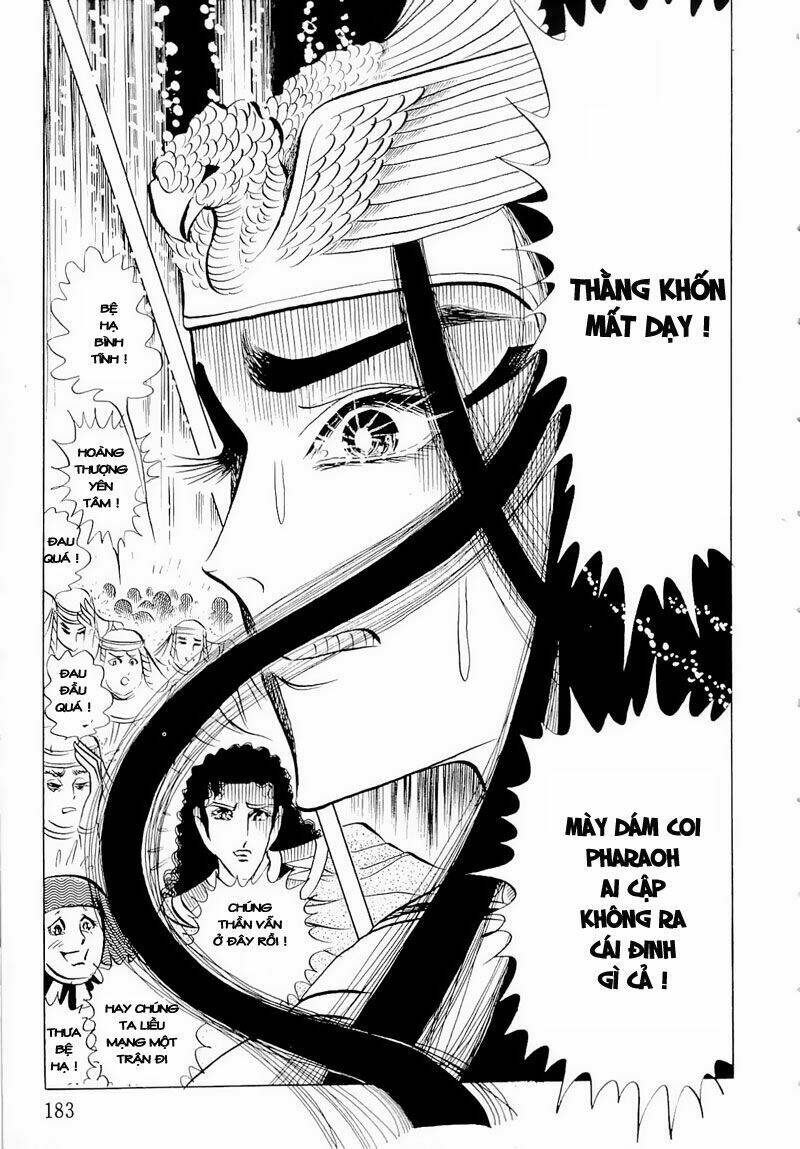 THẰNG KHỐN
MẤT DẠY !
BỆ
HẠ
BÌNH
TĨNH !
HOÀNG
THƯỢNG
YÊN
TÂM !
ĐAU
QUÁ !
ĐAU
ĐẦU
QUÁ !
MÀY DÁM COI
PHARAOH
AI CẬP
KHÔNG RA
CÁI ĐINH
GÌ CẢ !
CHÚNG
THẦN VẪN
Ở ĐÂY RỒI !
HAY CHÚNG
TA LIỀU
MẠNG MỘT
TRẬN ĐI
THƯA
BỆ
HẠ !
183